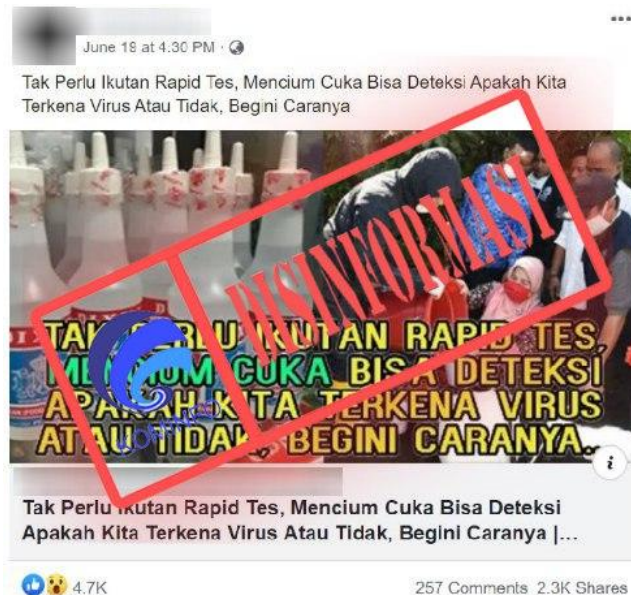 June 18 at 4:30 PM ·
Tak Perlu Ikutan Rapid Tes, Mencium Cuka Bisa Deteksi Apakah Kita
Terkena Virus Atau Tidak, Begini Caranya
DISINFORMASI
TAK PERLU IKUTAN RAPID TES,
MENCIUM CUKA BISA DETEKSI
APAKAH KITA TERKENA VIRUS
ATAU TIDAK, BEGINI CARANYA..
KOMINFO
Tak Perlu Ikutan Rapid Tes, Mencium Cuka Bisa Deteksi
Apakah Kita Terkena Virus Atau Tidak, Begini Caranya |...
4.7K
257 Comments 2.3K Shares